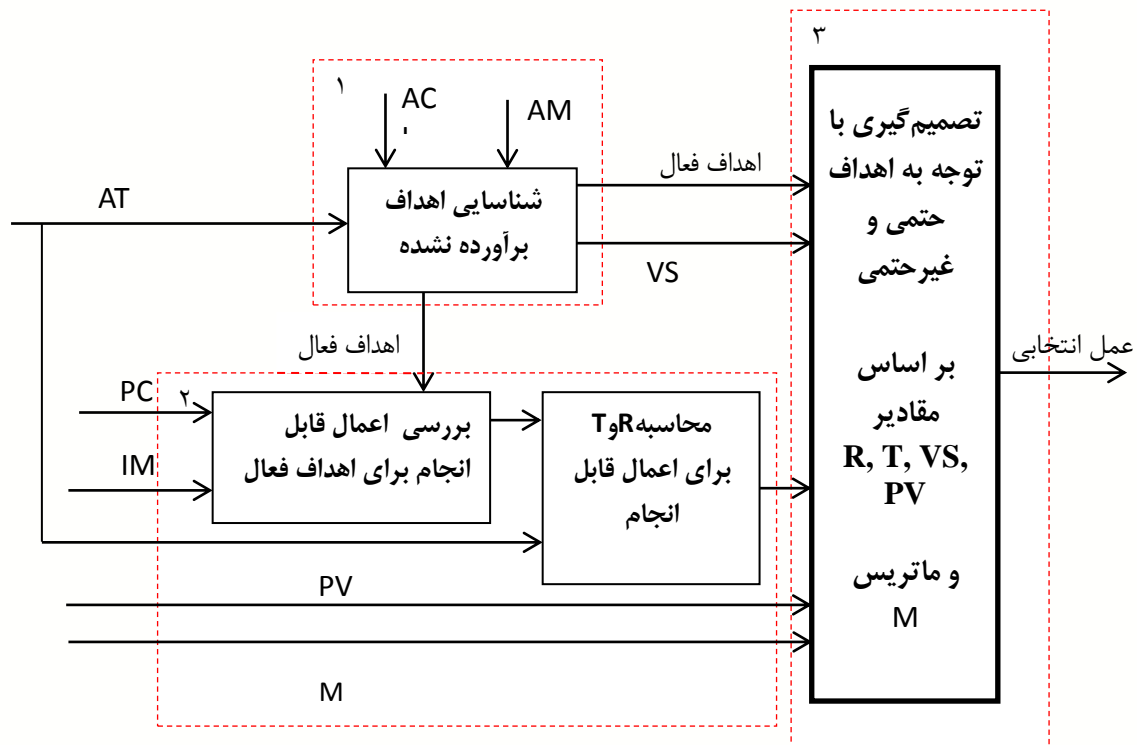 ۳
۱
AC
AM
تصمیم‌گیری با
توجه به اهداف
حتمی و
غیرحتمی
بر اساس
مقادیر
R, T, VS,
PV
و ماتریس
M
اهداف فعال
شناسایی اهداف
برآورده نشده
AT
VS
اهداف فعال
عمل انتخابی
PC
۲
بررسی اعمال قابل
انجام برای اهداف فعال
محاسبه RوT
برای اعمال قابل
انجام
IM
PV
M